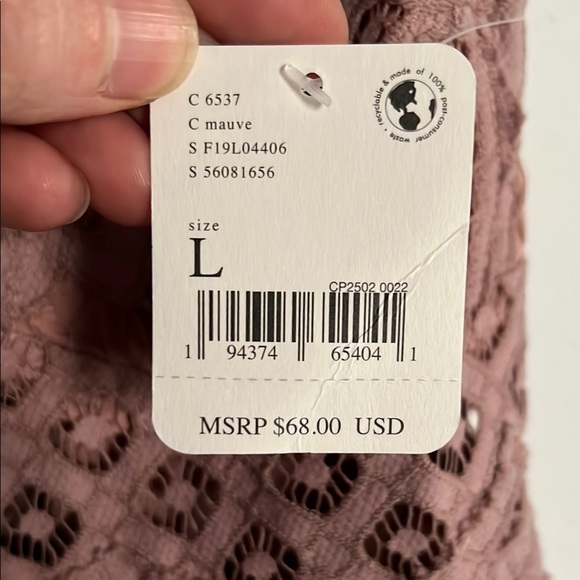 C 6537
C mauve
S F19L04406
S 56081656
recyclable & made of 100% post-consumer waste •
size
L
CP2502 0022
1 94374 65404 1
MSRP $68.00 USD